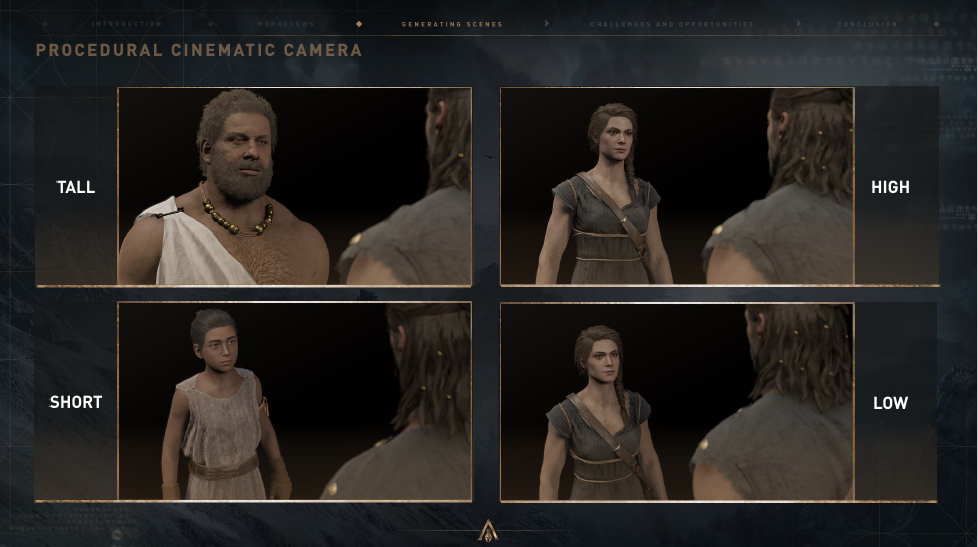 INTRODUCTION
WORKFLOWS
GENERATING SCENES
CHALLENGES AND OPPORTUNITIES
CONCLUSION
PROCEDURAL CINEMATIC CAMERA
TALL
HIGH
SHORT
LOW